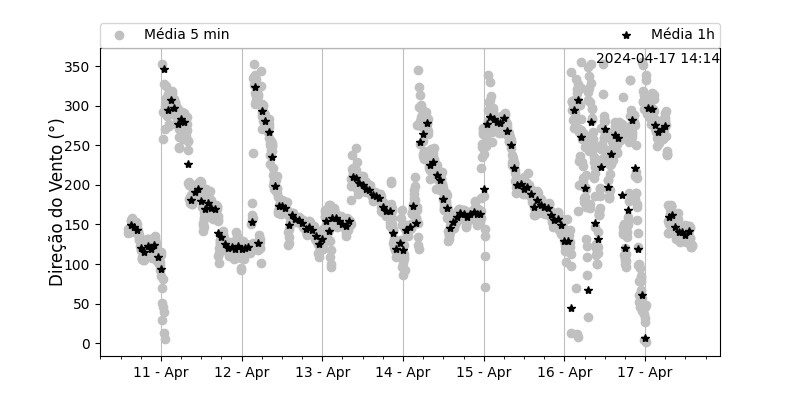 Média 5 min
Média 1h
2024-04-17 14:14
Direção do Vento (°)
350
300
250
200
150
100
50
0
11 - Apr
12 - Apr
13 - Apr
14 - Apr
15 - Apr
16 - Apr
17 - Apr